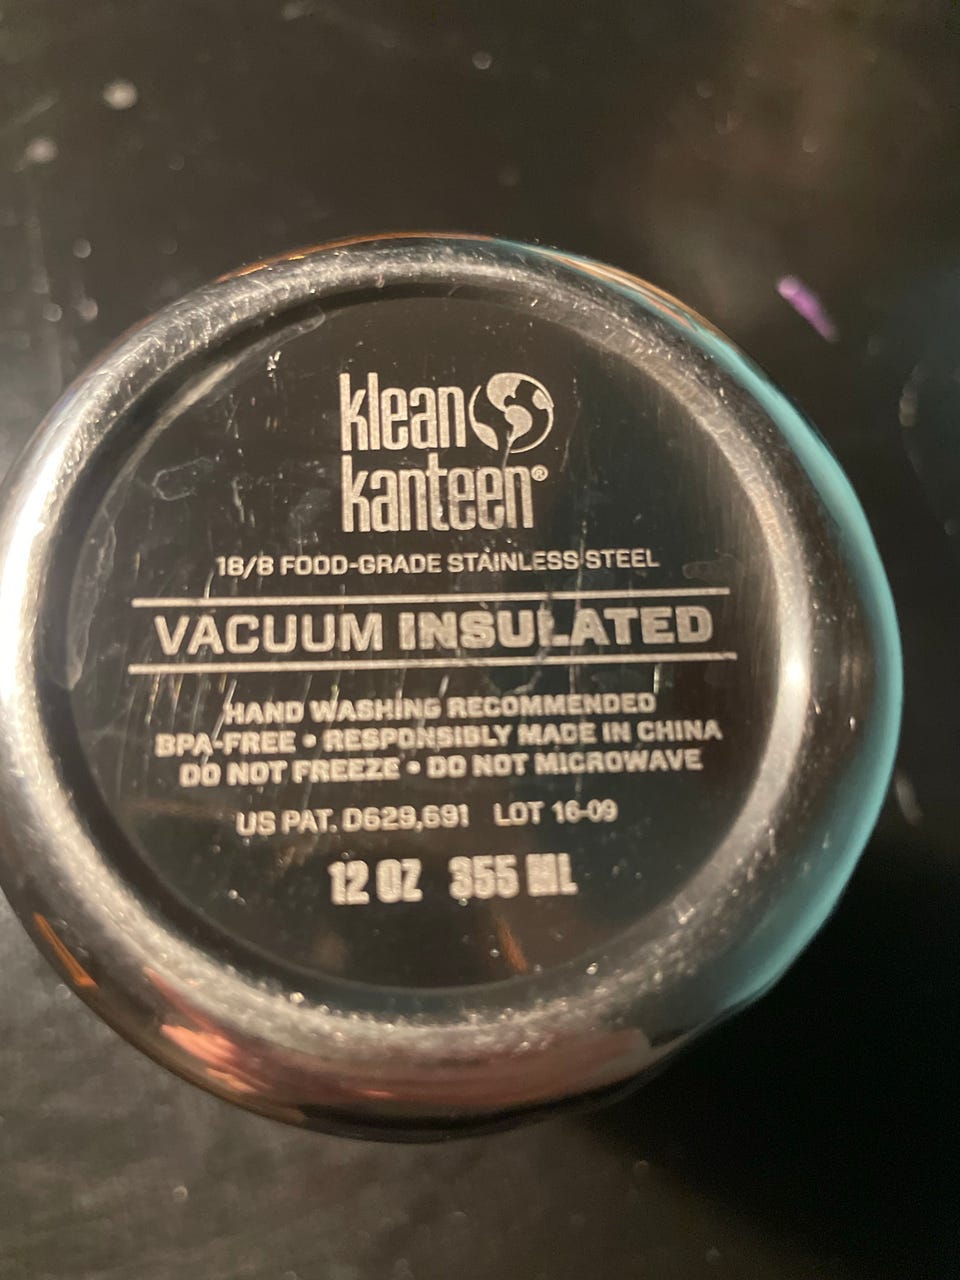 klean
kanteen®
18/8 FOOD-GRADE STAINLESS STEEL
VACUUM INSULATED
HAND WASHING RECOMMENDED
BPA-FREE • RESPONSIBLY MADE IN CHINA
DO NOT FREEZE • DO NOT MICROWAVE
US PAT. D629,691 LOT 16-09
12 OZ 355 ML